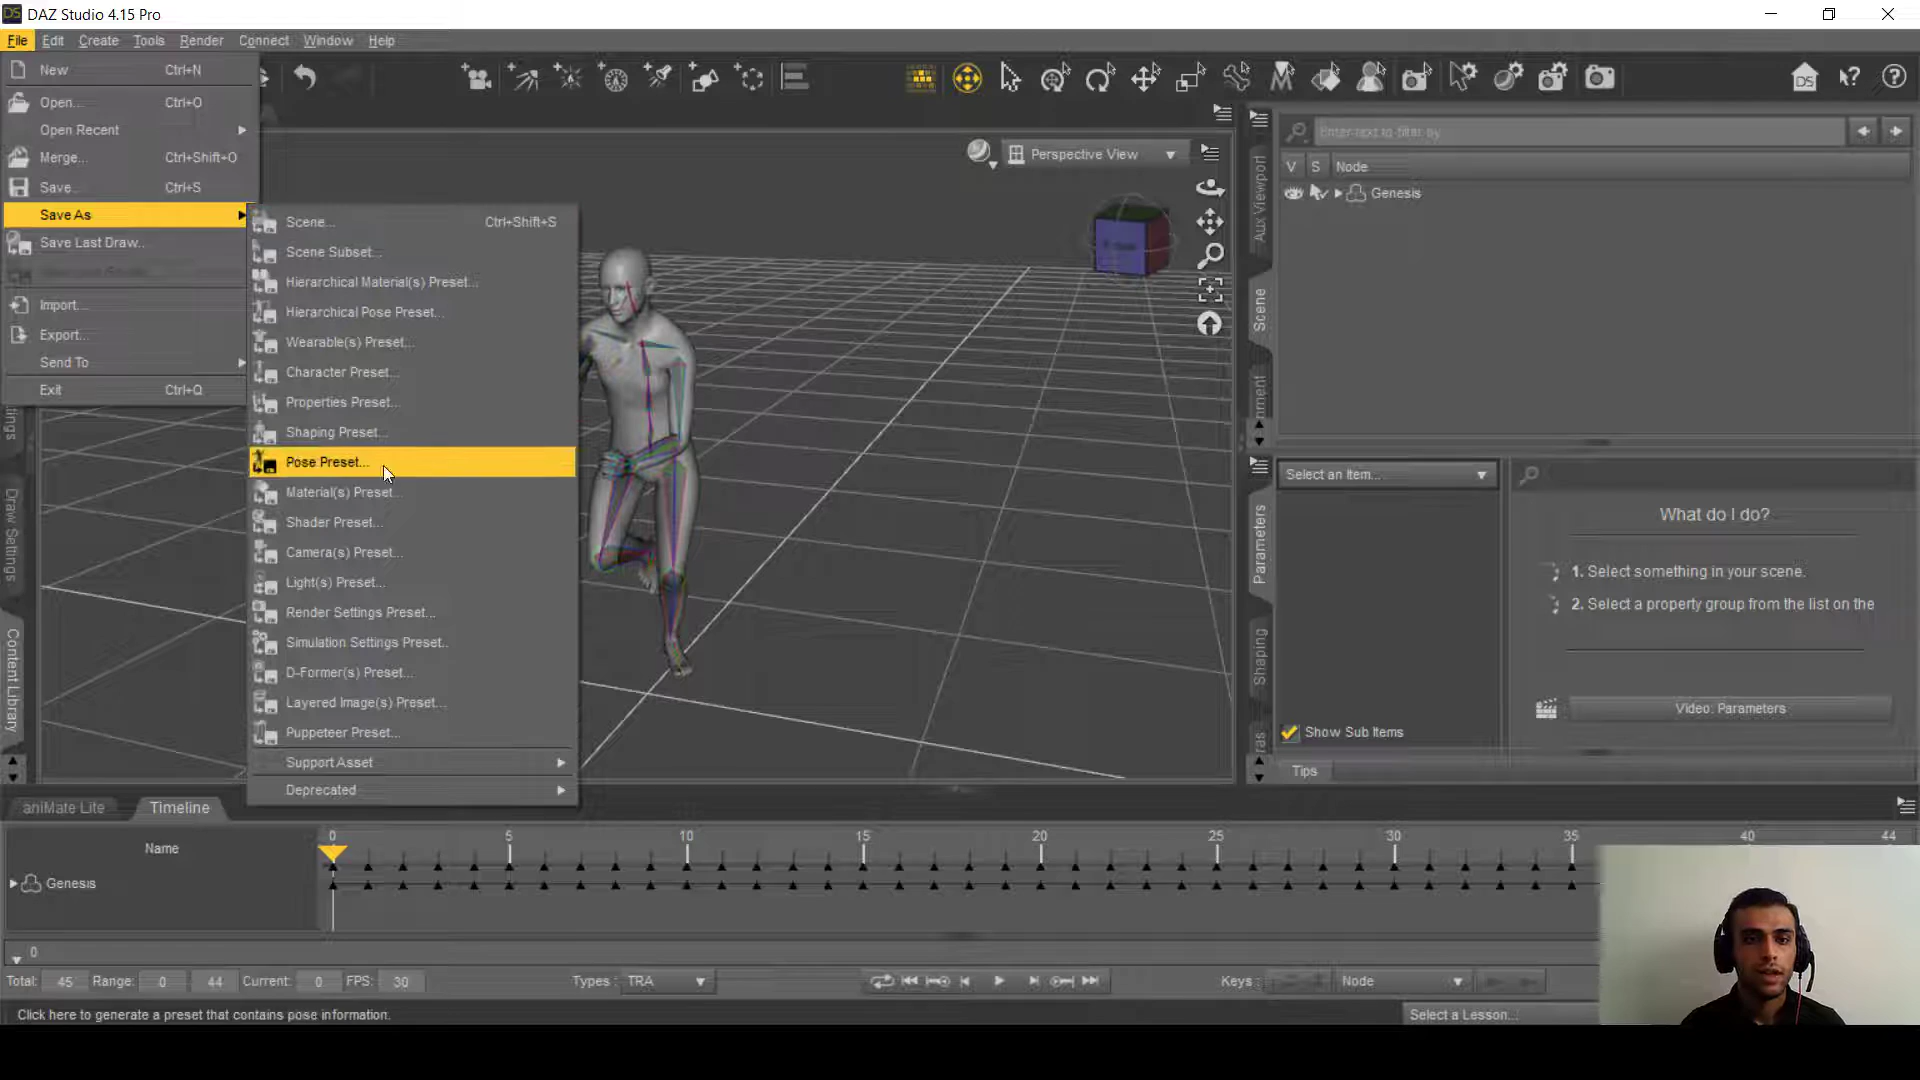 DAZ Studio 4.15 Pro
File Edit Create Tools Render Connect Window Help
New Ctrl+N
Open... Ctrl+O
Open Recent
Merge... Ctrl+Shift+O
Save... Ctrl+S
Save As
Save Last Draw...
Import...
Export...
Send To
Exit Ctrl+Q
Scene... Ctrl+Shift+S
Scene Subset...
Hierarchical Material(s) Preset...
Hierarchical Pose Preset...
Wearable(s) Preset...
Character Preset...
Properties Preset...
Shaping Preset...
Pose Preset...
Material(s) Preset...
Shader Preset...
Camera(s) Preset...
Light(s) Preset...
Render Settings Preset...
Simulation Settings Preset...
D-Former(s) Preset...
Layered Image(s) Preset...
Puppeteer Preset...
Support Asset
Deprecated
Draw Settings
Content Library
Perspective View
Aux Viewport
Scene
Enter text to filter by
V S Node
Genesis
Parameters
Shaping
Select an Item...
What do I do?
1. Select something in your scene.
2. Select a property group from the list on the
Video: Parameters
Show Sub Items
Tips
aniMate Lite Timeline
Name
0 5 10 15 20 25 30 35 40 44
Genesis
0
Total: 45 Range: 0 44 Current: 0 FPS: 30 Types : TRA Keys : Node
Click here to generate a preset that contains pose information.
Select a Lesson...